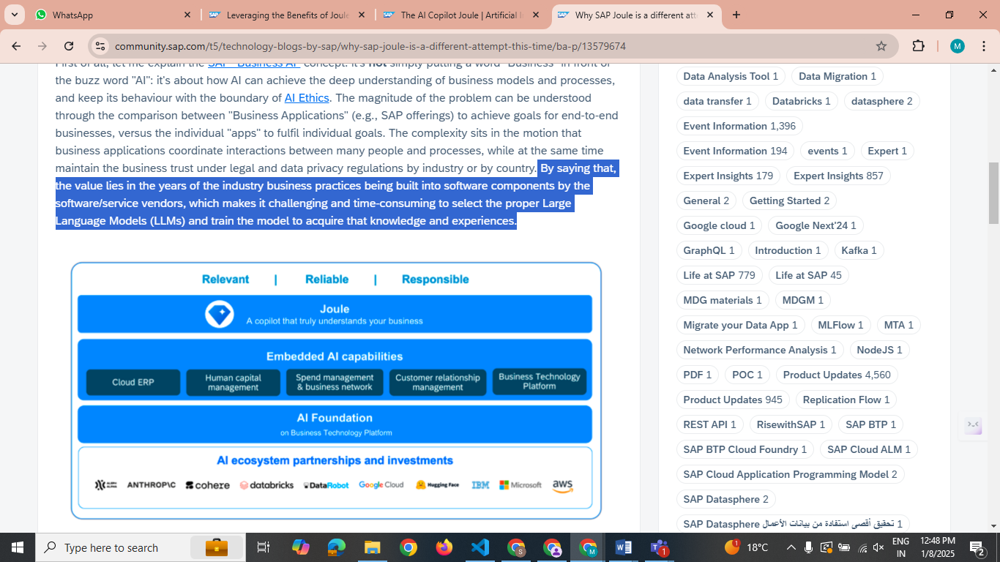 WhatsApp
Leveraging the Benefits of Joule
The AI Copilot Joule | Artificial I
Why SAP Joule is a different att
community.sap.com/t5/technology-blogs-by-sap/why-sap-joule-is-a-different-attempt-this-time/ba-p/13579674
M
First of all, let me explain the SAP "Business AI" concept: it's not simply putting a word "Business" in front of
the buzz word "AI": it's about how AI can achieve the deep understanding of business models and processes,
and keep its behaviour with the boundary of AI Ethics. The magnitude of the problem can be understood
through the comparison between "Business Applications" (e.g., SAP offerings) to achieve goals for end-to-end
businesses, versus the individual "apps" to fulfil individual goals. The complexity sits in the motion that
business applications coordinate interactions between many people and processes, while at the same time
maintain the business trust under legal and data privacy regulations by industry or by country. By saying that,
the value lies in the years of the industry business practices being built into software components by the
software/service vendors, which makes it challenging and time-consuming to select the proper Large
Language Models (LLMs) and train the model to acquire that knowledge and experiences.
Relevant | Reliable | Responsible
Joule
A copilot that truly understands your business
Embedded AI capabilities
Cloud ERP
Human capital
management
Spend management
& business network
Customer relationship
management
Business Technology
Platform
AI Foundation
on Business Technology Platform
AI ecosystem partnerships and investments
ALEPH ALPHA ANTHROP\C cohere databricks DataRobot Google Cloud Hugging Face IBM Microsoft aws
Data Analysis Tool 1 Data Migration 1
data transfer 1 Databricks 1 datasphere 2
Event Information 1,396
Event Information 194 events 1 Expert 1
Expert Insights 179 Expert Insights 857
General 2 Getting Started 2
Google cloud 1 Google Next'24 1
GraphQL 1 Introduction 1 Kafka 1
Life at SAP 779 Life at SAP 45
MDG materials 1 MDGM 1
Migrate your Data App 1 MLFlow 1 MTA 1
Network Performance Analysis 1 NodeJS 1
PDF 1 POC 1 Product Updates 4,560
Product Updates 945 Replication Flow 1
REST API 1 RisewithSAP 1 SAP BTP 1
SAP BTP Cloud Foundry 1 SAP Cloud ALM 1
SAP Cloud Application Programming Model 2
SAP Datasphere 2
SAP Datasphere تحقيق أقصى استفادة من بيانات الأعمال 1
Type here to search
18°C
ENG
IN
12:48 PM
1/8/2025